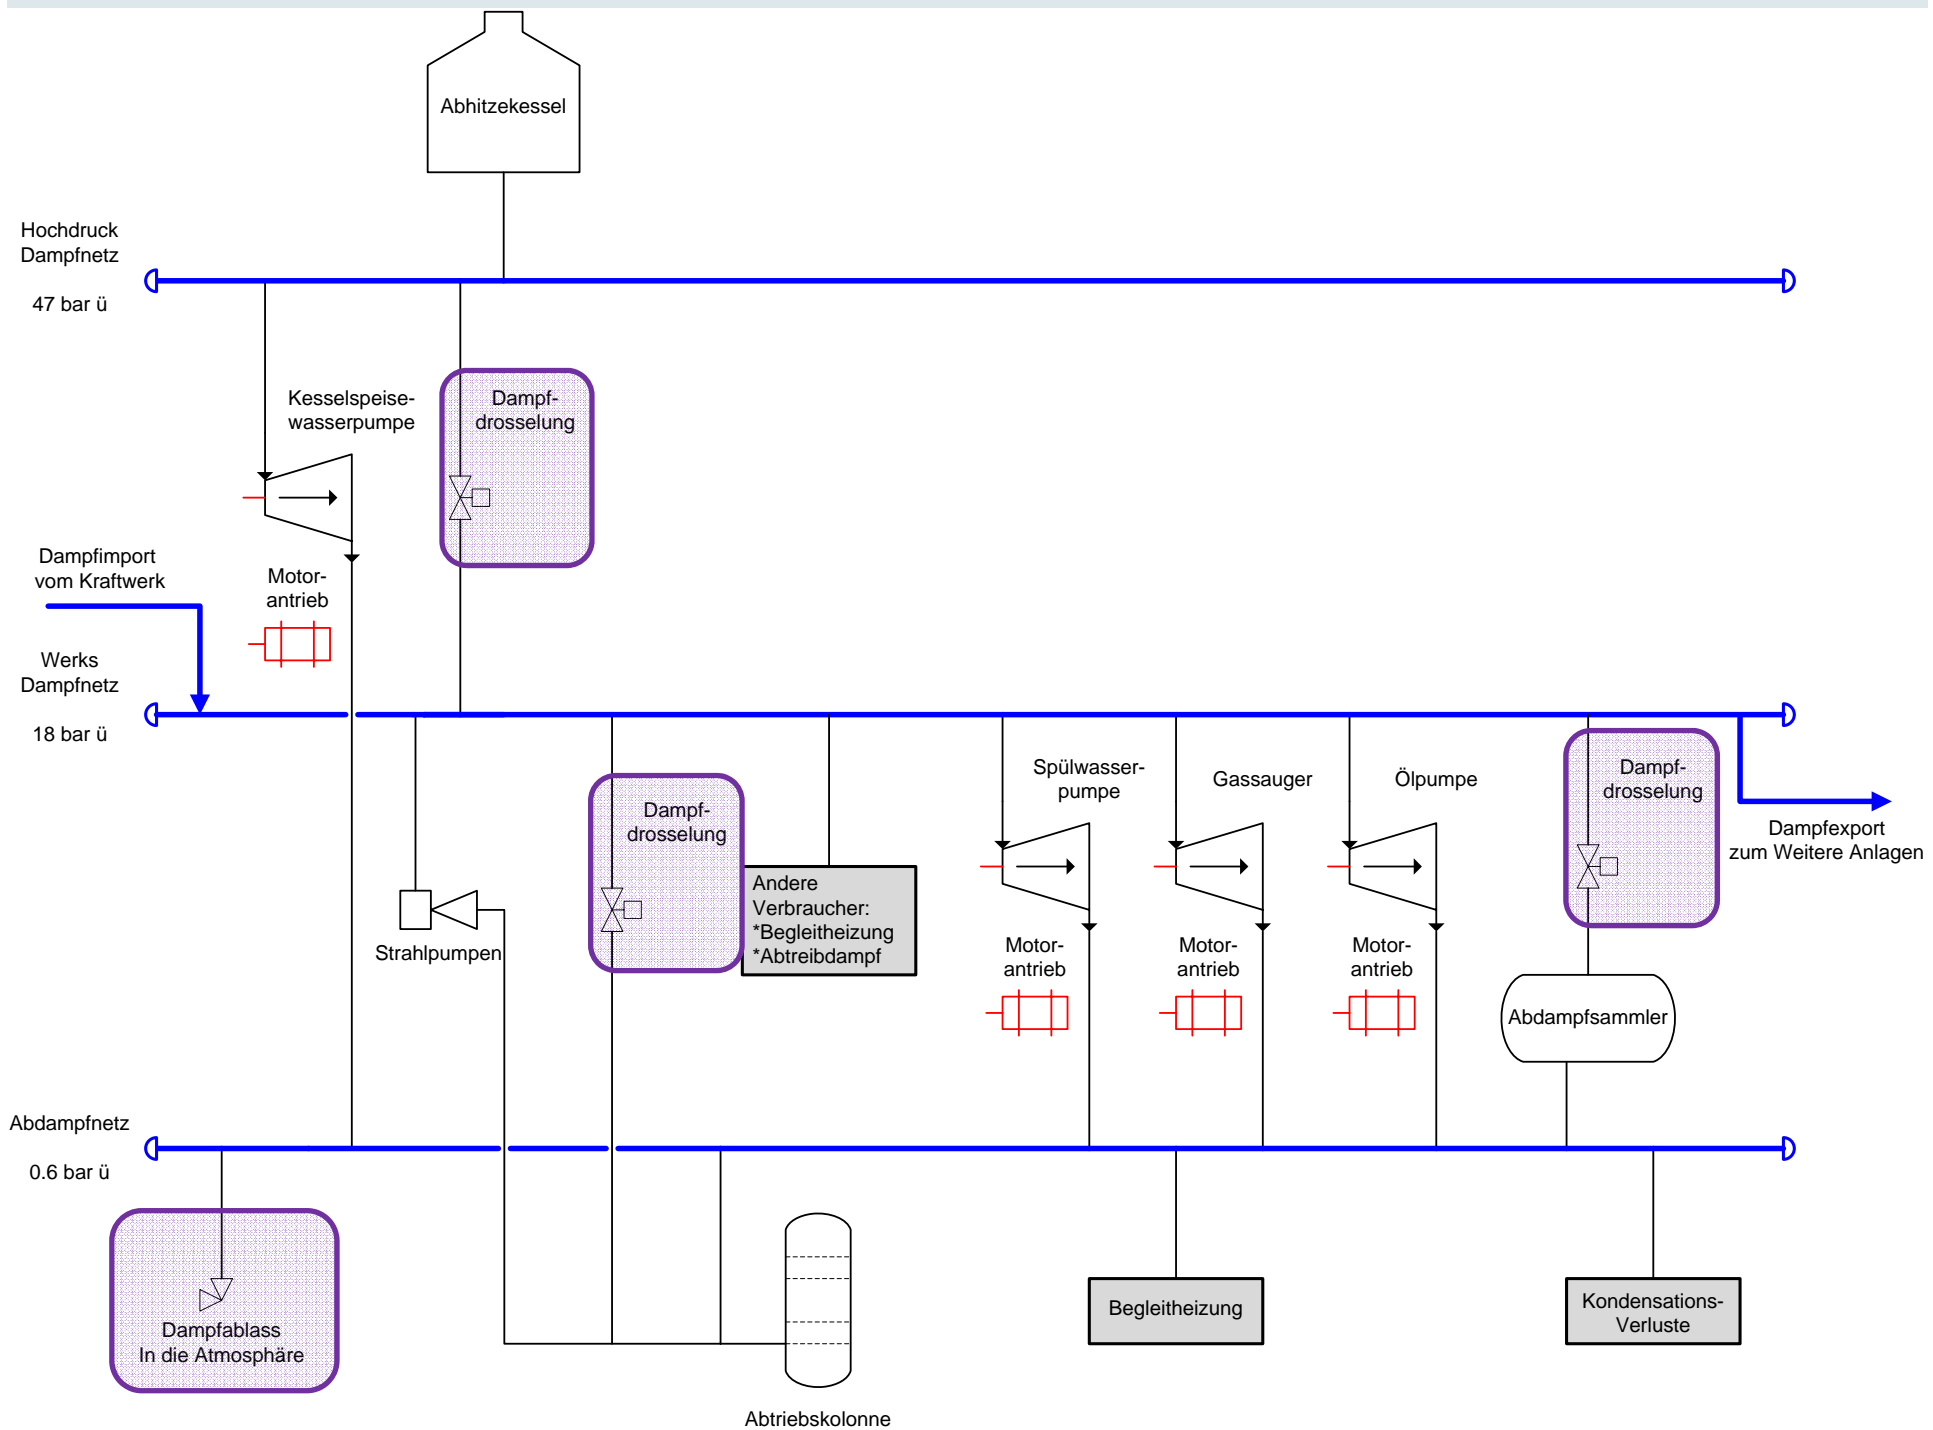 Abhitzekessel
Hochdruck
Dampfnetz
47 bar ü
Kesselspeise-
wasserpumpe
Dampf-
drosselung
Dampfimport
vom Kraftwerk
Motor-
antrieb
Werks
Dampfnetz
18 bar ü
Strahlpumpen
Dampf-
drosselung
Andere
Verbraucher:
*Begleitheizung
*Abtreibdampf
Spülwasser-
pumpe
Motor-
antrieb
Gassauger
Motor-
antrieb
Ölpumpe
Motor-
antrieb
Dampf-
drosselung
Dampfexport
zum Weitere Anlagen
Abdampfsammler
Abdampfnetz
0.6 bar ü
Dampfablass
In die Atmosphäre
Abtriebskolonne
Begleitheizung
Kondensations-
Verluste